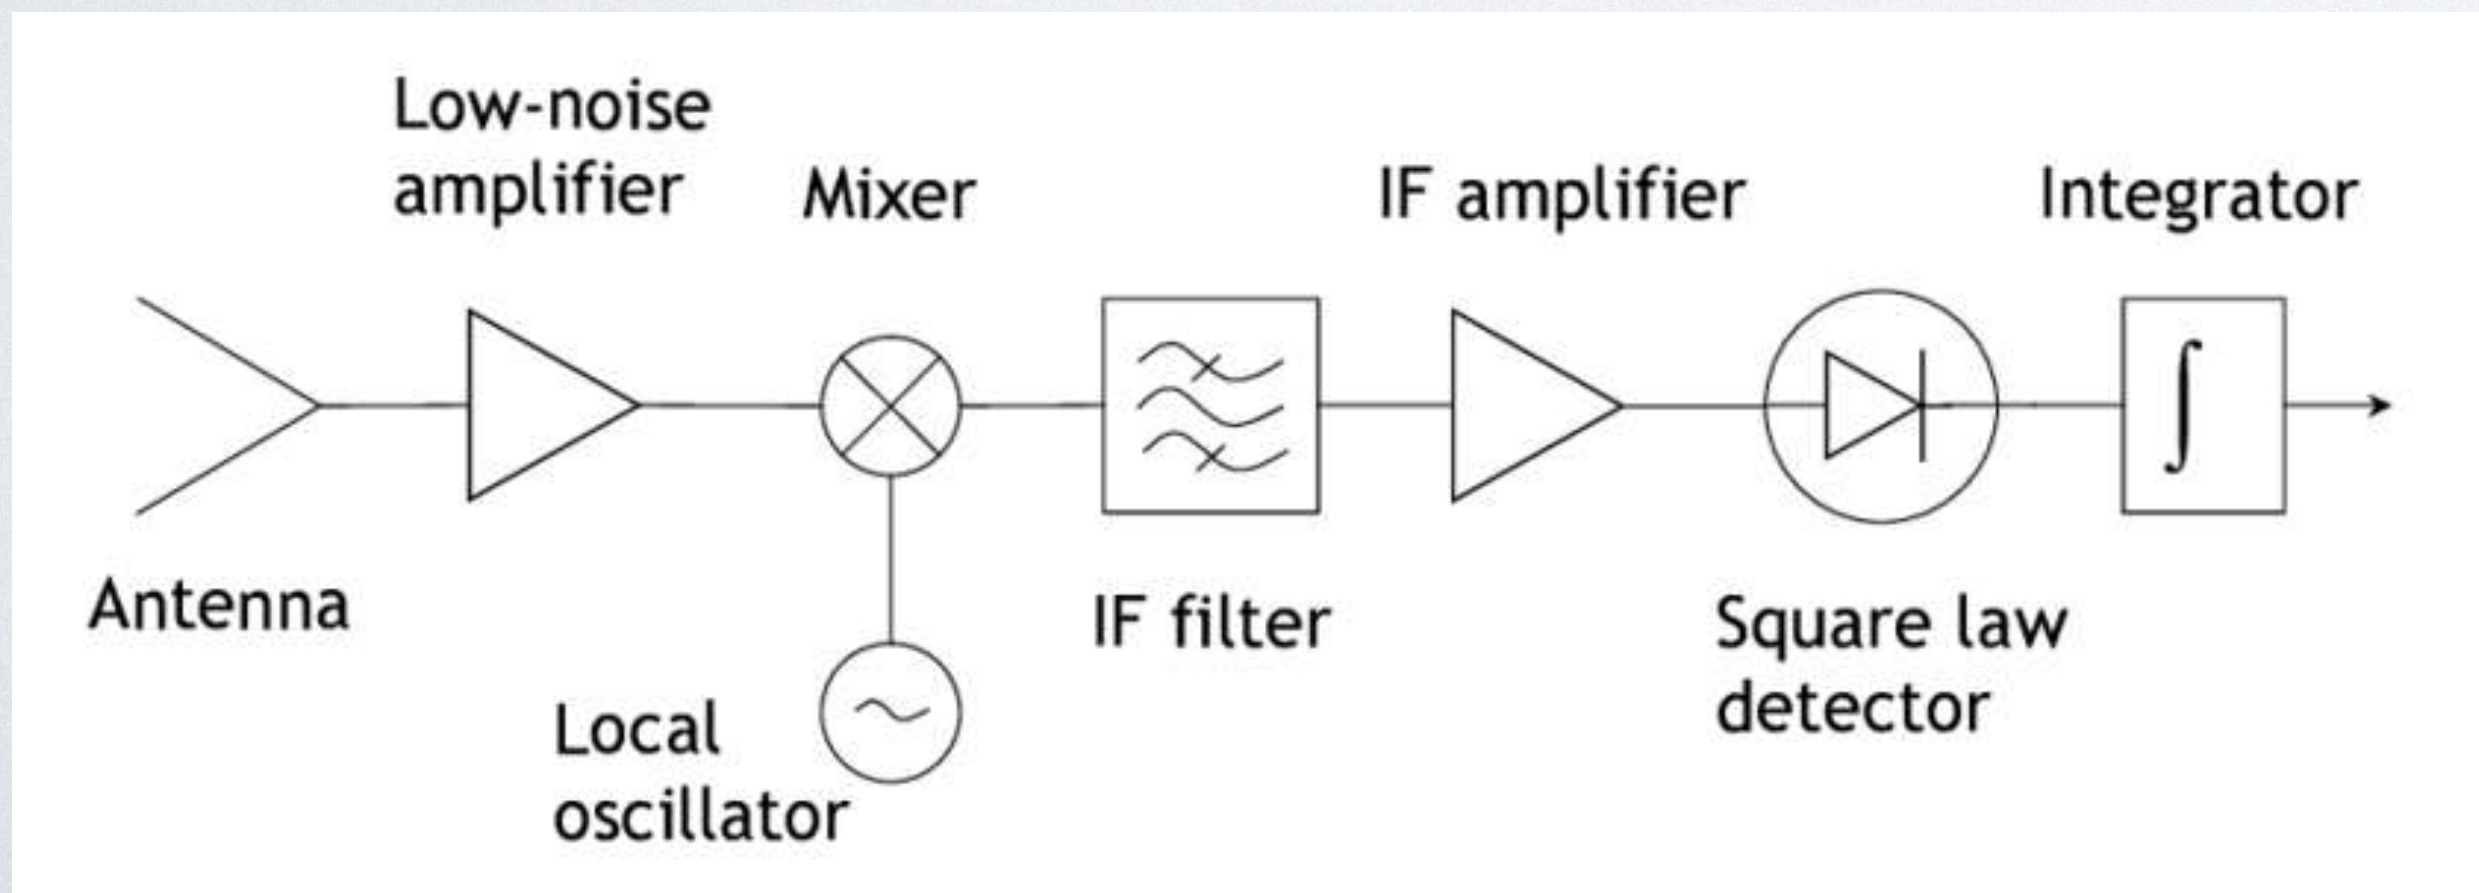 Low-noise
amplifier
Mixer
IF amplifier
Integrator
Antenna
Local
oscillator
IF filter
Square law
detector